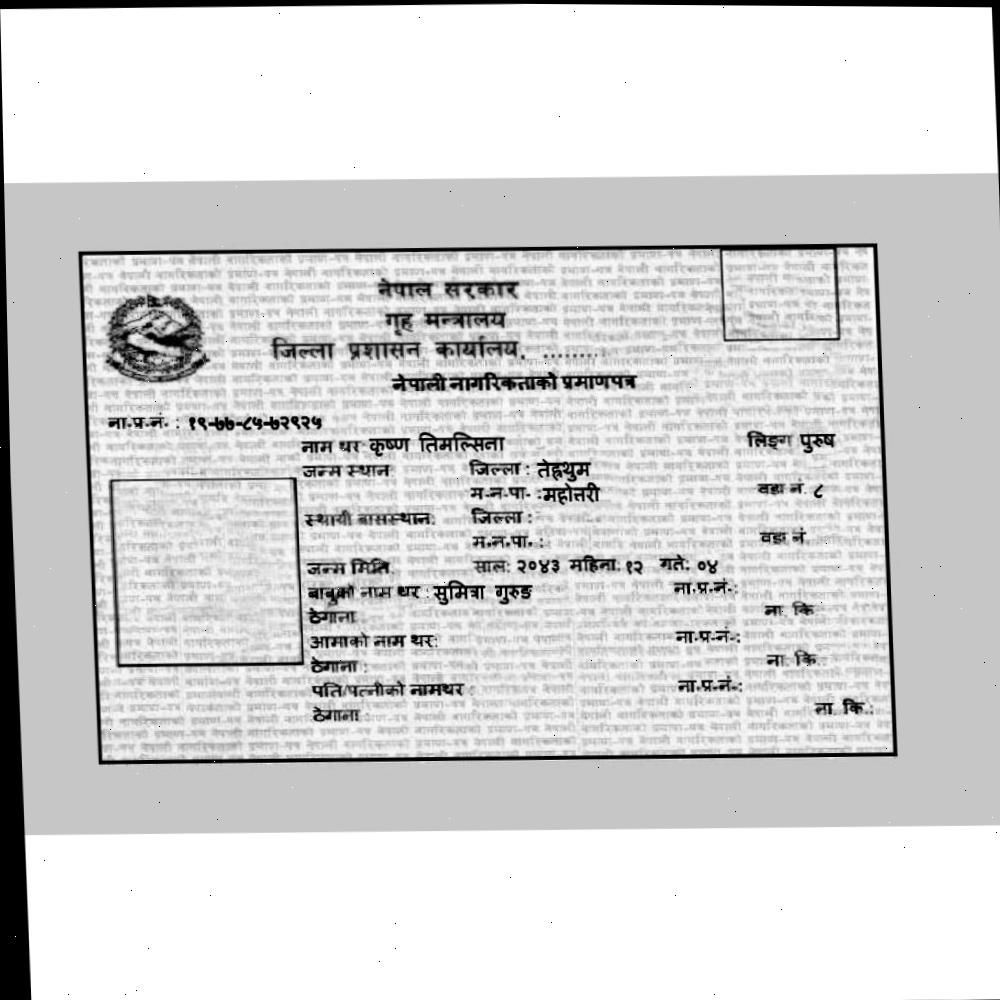 नेपाल सरकार
गृह मन्त्रालय
जिल्ला प्रशासन कार्यालय, .........
नेपाली नागरिकताको प्रमाणपत्र
ना.प्र.नं. : १९-७७-८५-७२९२५
नाम थर कृष्ण तिमल्सिना लिङ्ग पुरुष
जन्म स्थान जिल्ला : तेह्रथुम
म.न.पा. : महोत्तरी वडा नं. ८
स्थायी बासस्थान: जिल्ला :
म.न.पा. : वडा नं.
जन्म मिति: साल: २०४३ महिना: १२ गते: ०४
बाबुको नाम थर : सुमित्रा गुरुङ ना.प्र.नं.:
ठेगाना ना. कि
आमाको नाम थर: ना.प्र.नं.:
ठेगाना : ना. कि.
पति/पत्नीको नामथर : ना.प्र.नं.:
ठेगाना : ना. कि.: